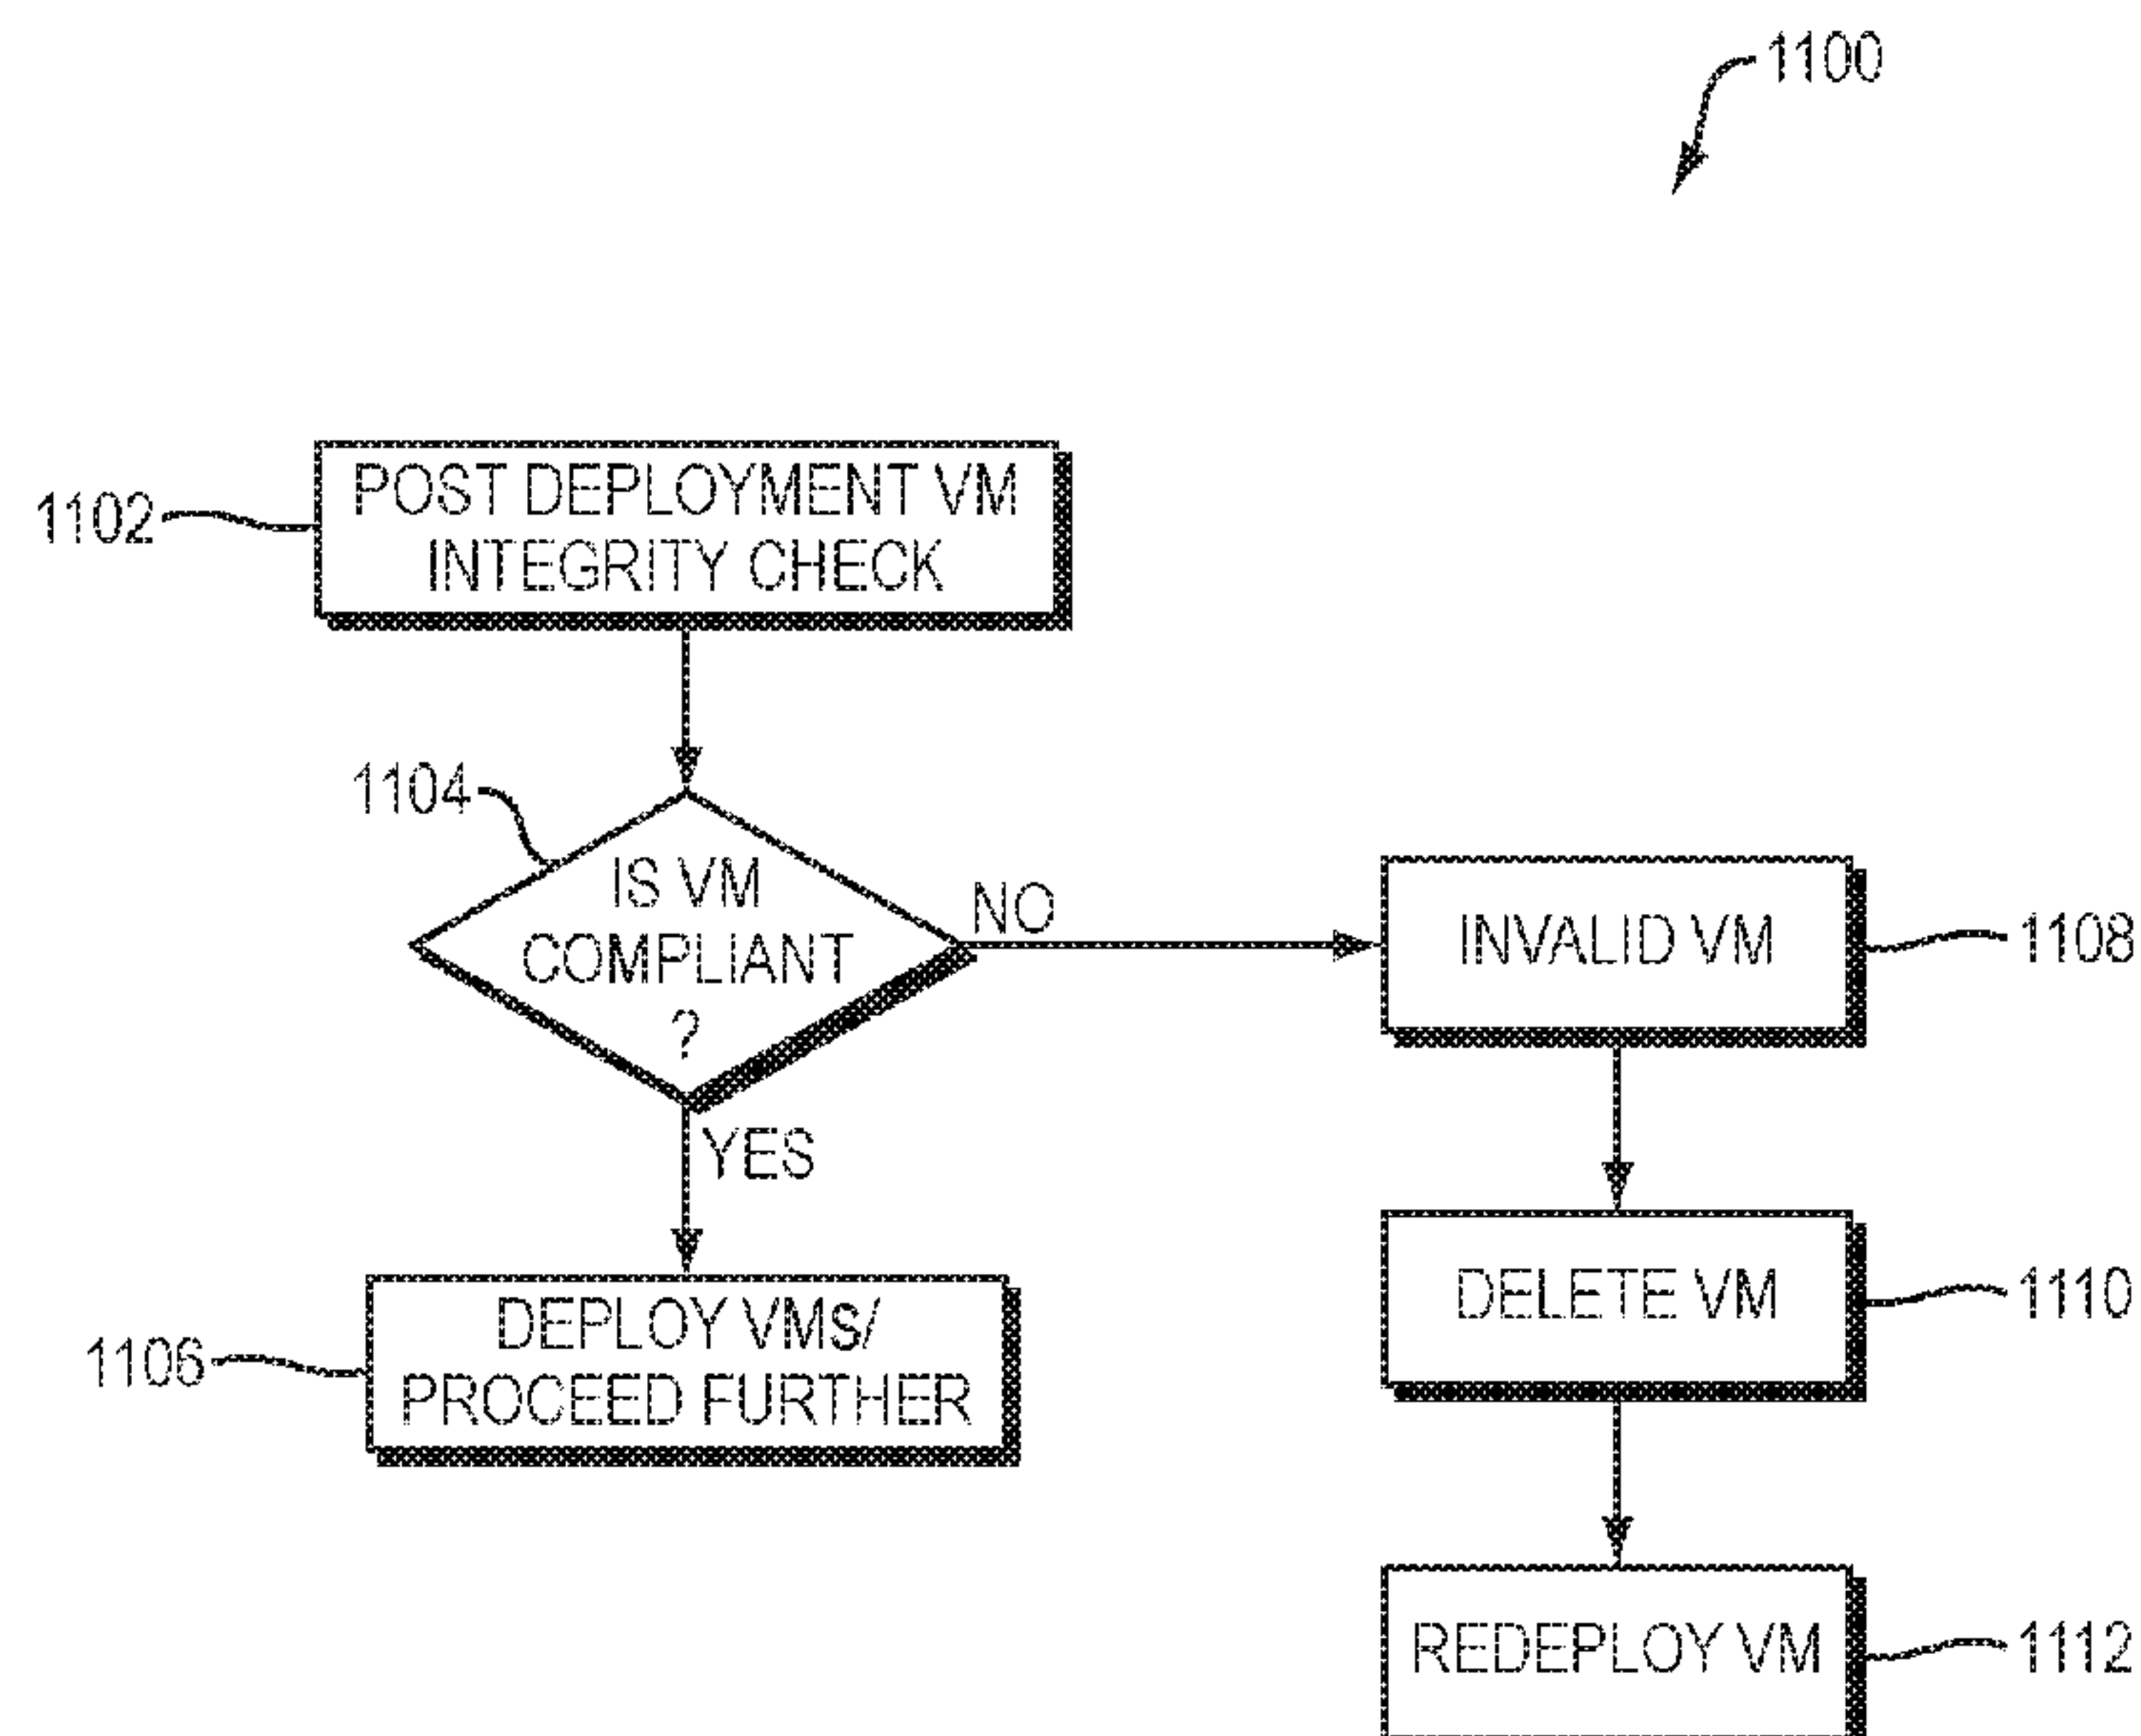 1100
1102
POST DEPLOYMENT VM
INTEGRITY CHECK
1104
IS VM
COMPLIANT
?
NO
YES
1106
DEPLOY VMs/
PROCEED FURTHER
INVALID VM
1108
DELETE VM
1110
REDEPLOY VM
1112